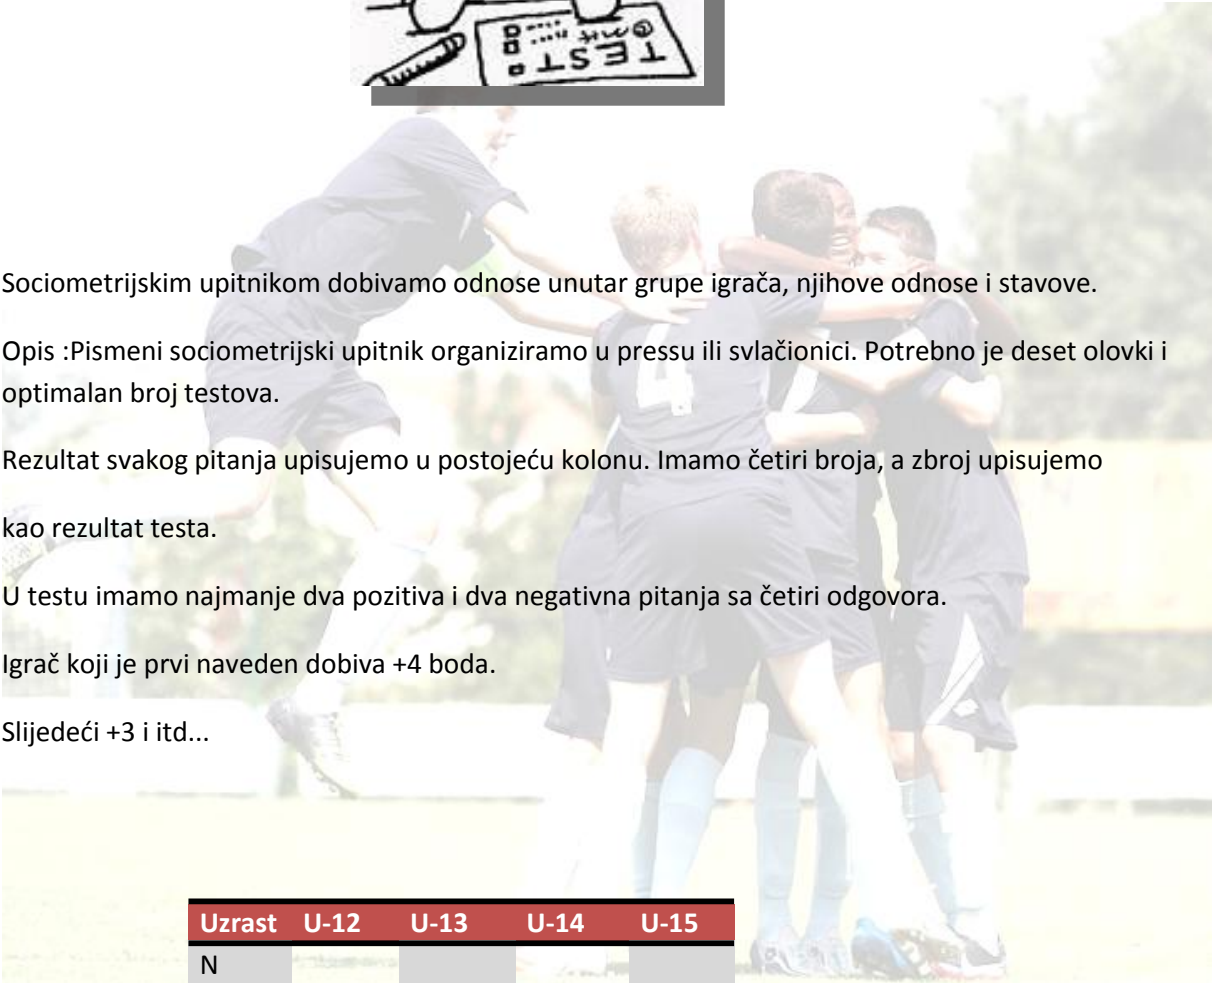 TEST
Sociometrijskim upitnikom dobivamo odnose unutar grupe igrača, njihove odnose i stavove.
Opis :Pismeni sociometrijski upitnik organiziramo u pressu ili svlačionici. Potrebno je deset olovki i
optimalan broj testova.
Rezultat svakog pitanja upisujemo u postojeću kolonu. Imamo četiri broja, a zbroj upisujemo
kao rezultat testa.
U testu imamo najmanje dva pozitiva i dva negativna pitanja sa četiri odgovora.
Igrač koji je prvi naveden dobiva +4 boda.
Slijedeći +3 i itd...
4
Uzrast U-12 U-13 U-14 U-15
N